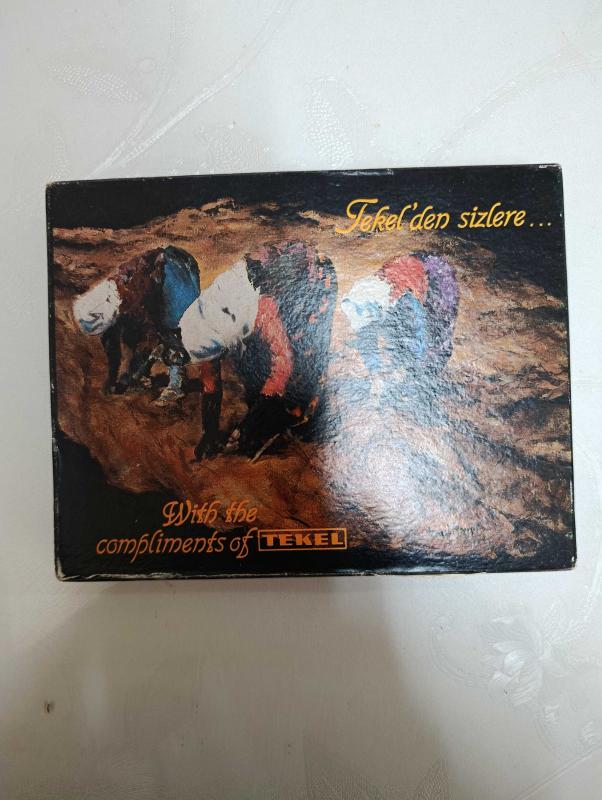 Tekel'den sizlere...
With the
compliments of TEKEL